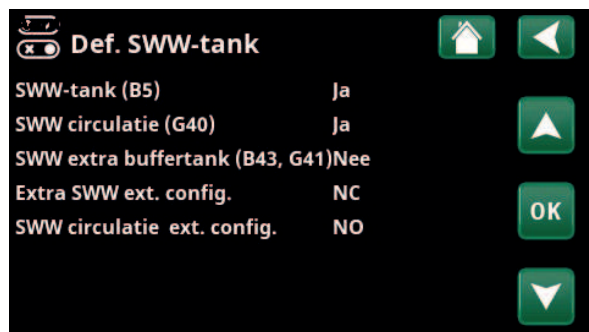 Def. SWW-tank
SWW-tank (B5) Ja
SWW circulatie (G40) Ja
SWW extra buffertank (B43, G41)Nee
Extra SWW ext. config. NC
SWW circulatie ext. config. NO
OK